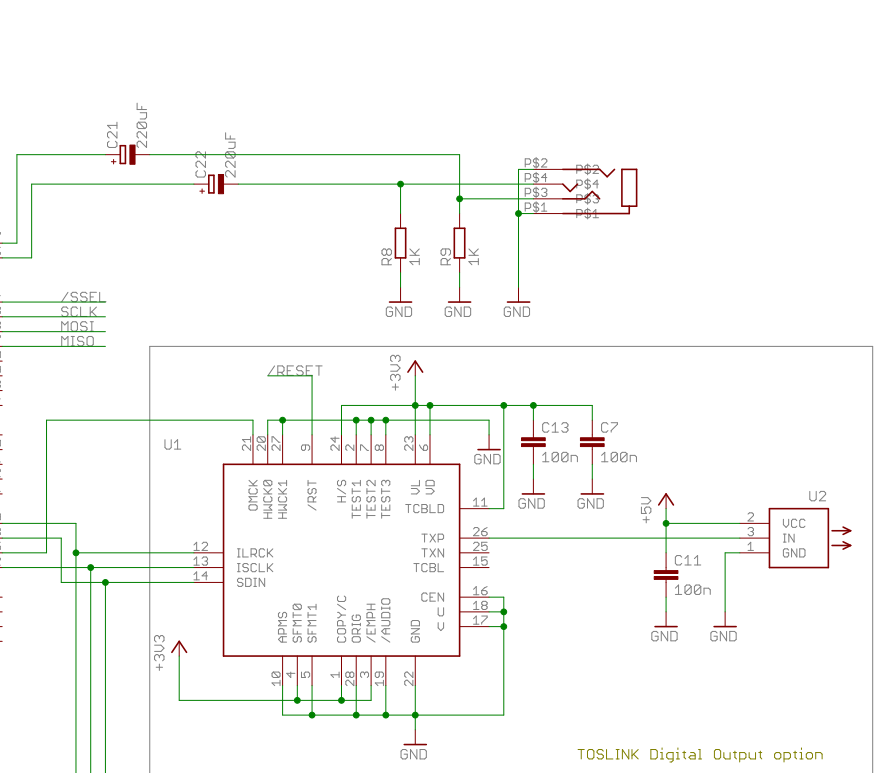 C21
220uF
C22
220uF
P$2
P$2
P$4
P$4
P$3
P$3
P$1
P$1
R8
1K
R9
1K
GND
GND
GND
/SSEL
SCLK
MOSI
MISO
/RESET
+3V3
U1
21
20
27
9
24
2
7
8
23
6
GND
C13
100n
C7
100n
GND
GND
OMCK
HWCK0
HWCK1
/RST
H/S
TEST1
TEST2
TEST3
VL
VD
TCBLD
11
+5V
U2
TXP
26
TXN
25
TCBL
15
2
VCC
3
IN
1
GND
12
ILRCK
13
ISCLK
14
SDIN
C11
100n
CEN
16
U
18
V
17
APMS
SFMT0
SFMT1
COPY/C
ORIG
/EMPH
/AUDIO
GND
GND
GND
+3V3
10
4
5
1
28
3
19
22
GND
TOSLINK Digital Output option